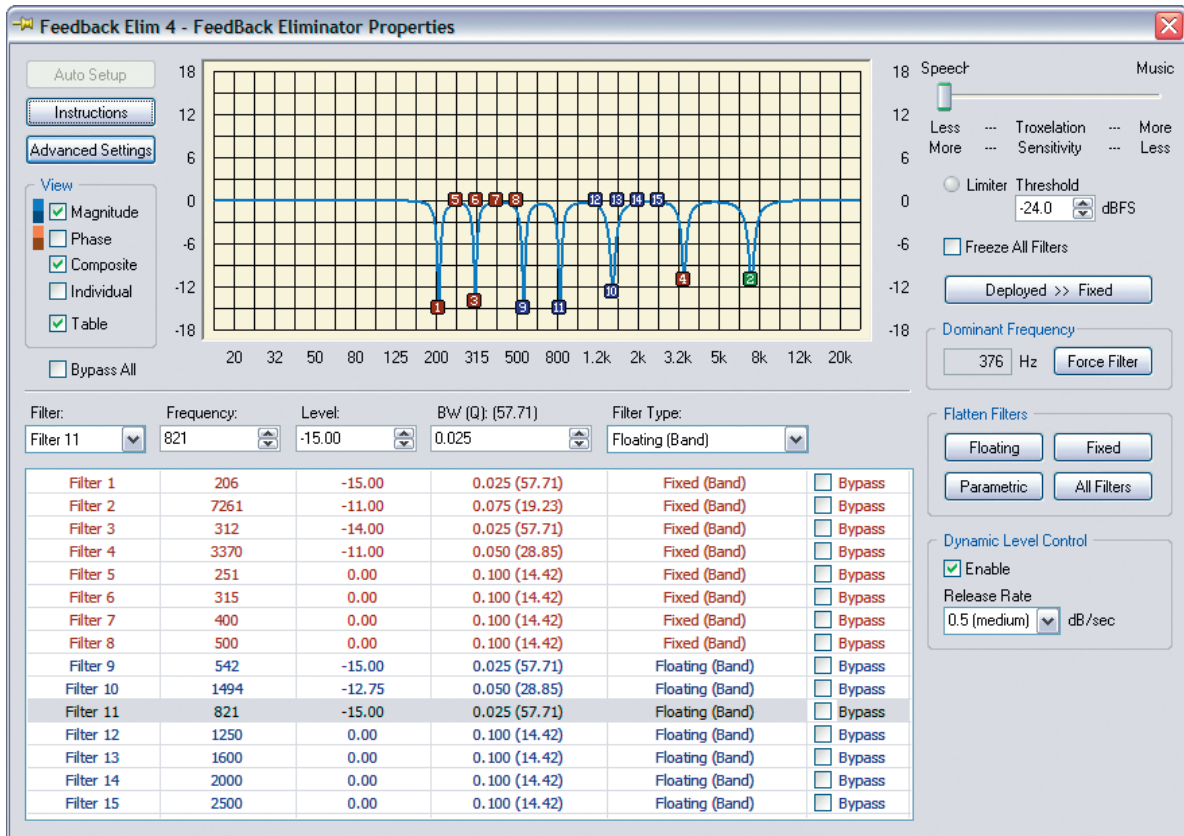 Feedback Elim 4 - FeedBack Eliminator Properties
Auto Setup
Instructions
Advanced Settings
View
Magnitude
Phase
Composite
Individual
Table
Bypass All
18
12
6
0
-6
-12
-18
5 6 7 8 12 13 14 15
1 3 9 11 10 4 2
20 32 50 80 125 200 315 500 800 1.2k 2k 3.2k 5k 8k 12k 20k
18
12
6
0
-6
-12
-18
Speech Music
Less --- Troxelation --- More
More --- Sensitivity --- Less
Limiter Threshold
-24.0 dBFS
Freeze All Filters
Deployed >> Fixed
Dominant Frequency
376 Hz Force Filter
Flatten Filters
Floating Fixed
Parametric All Filters
Dynamic Level Control
Enable
Release Rate
0.5 (medium) dB/sec
Filter: Frequency: Level: BW (Q): (57.71) Filter Type:
Filter 11 821 -15.00 0.025 Floating (Band)
Filter 1 206 -15.00 0.025 (57.71) Fixed (Band) Bypass
Filter 2 7261 -11.00 0.075 (19.23) Fixed (Band) Bypass
Filter 3 312 -14.00 0.025 (57.71) Fixed (Band) Bypass
Filter 4 3370 -11.00 0.050 (28.85) Fixed (Band) Bypass
Filter 5 251 0.00 0.100 (14.42) Fixed (Band) Bypass
Filter 6 315 0.00 0.100 (14.42) Fixed (Band) Bypass
Filter 7 400 0.00 0.100 (14.42) Fixed (Band) Bypass
Filter 8 500 0.00 0.100 (14.42) Fixed (Band) Bypass
Filter 9 542 -15.00 0.025 (57.71) Floating (Band) Bypass
Filter 10 1494 -12.75 0.050 (28.85) Floating (Band) Bypass
Filter 11 821 -15.00 0.025 (57.71) Floating (Band) Bypass
Filter 12 1250 0.00 0.100 (14.42) Floating (Band) Bypass
Filter 13 1600 0.00 0.100 (14.42) Floating (Band) Bypass
Filter 14 2000 0.00 0.100 (14.42) Floating (Band) Bypass
Filter 15 2500 0.00 0.100 (14.42) Floating (Band) Bypass